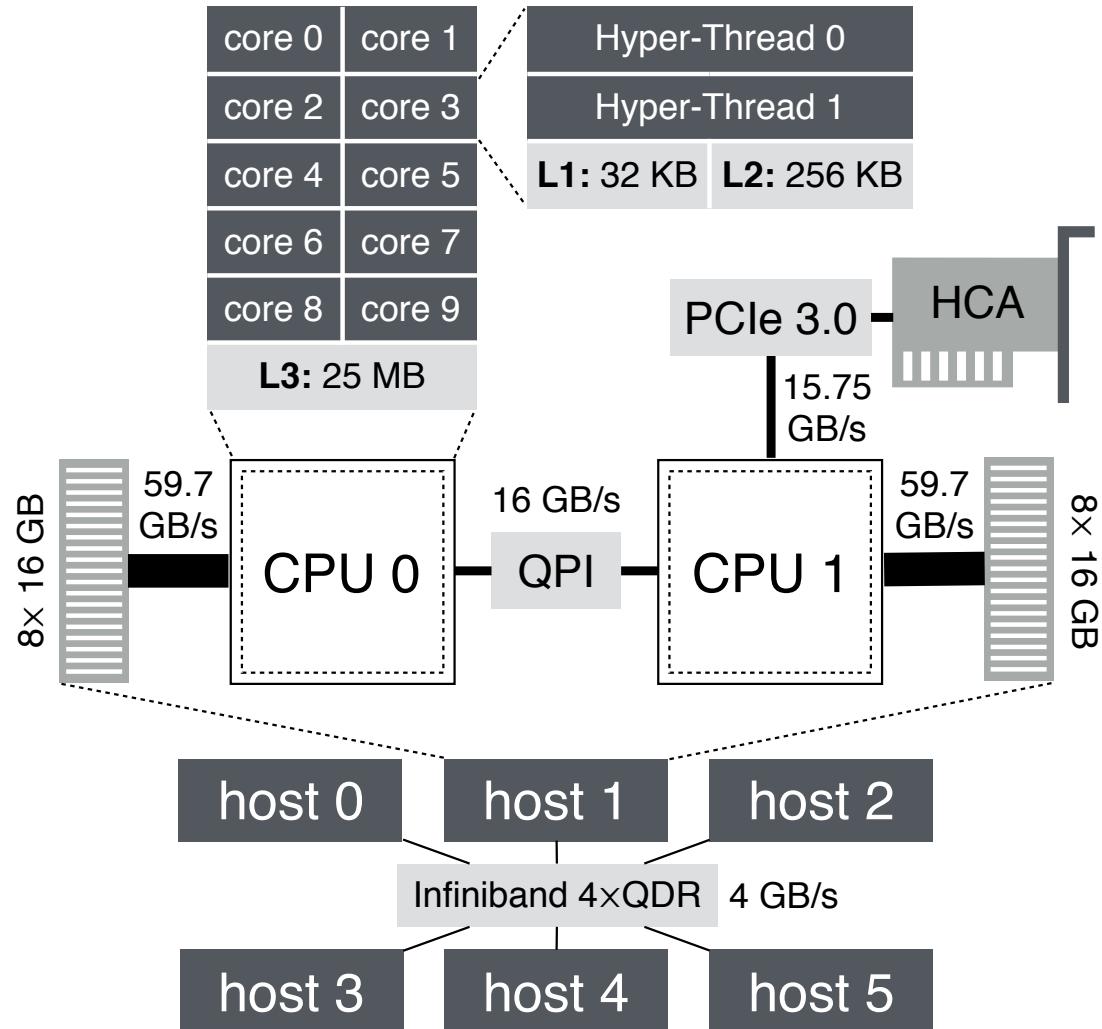 core 0
core 1
Hyper-Thread 0
core 2
core 3
Hyper-Thread 1
core 4
core 5
L1: 32 KB
L2: 256 KB
core 6
core 7
core 8
core 9
L3: 25 MB
PCIe 3.0
HCA
15.75
GB/s
8× 16 GB
59.7
GB/s
CPU 0
16 GB/s
QPI
CPU 1
59.7
GB/s
8× 16 GB
host 0
host 1
host 2
Infiniband 4×QDR
4 GB/s
host 3
host 4
host 5